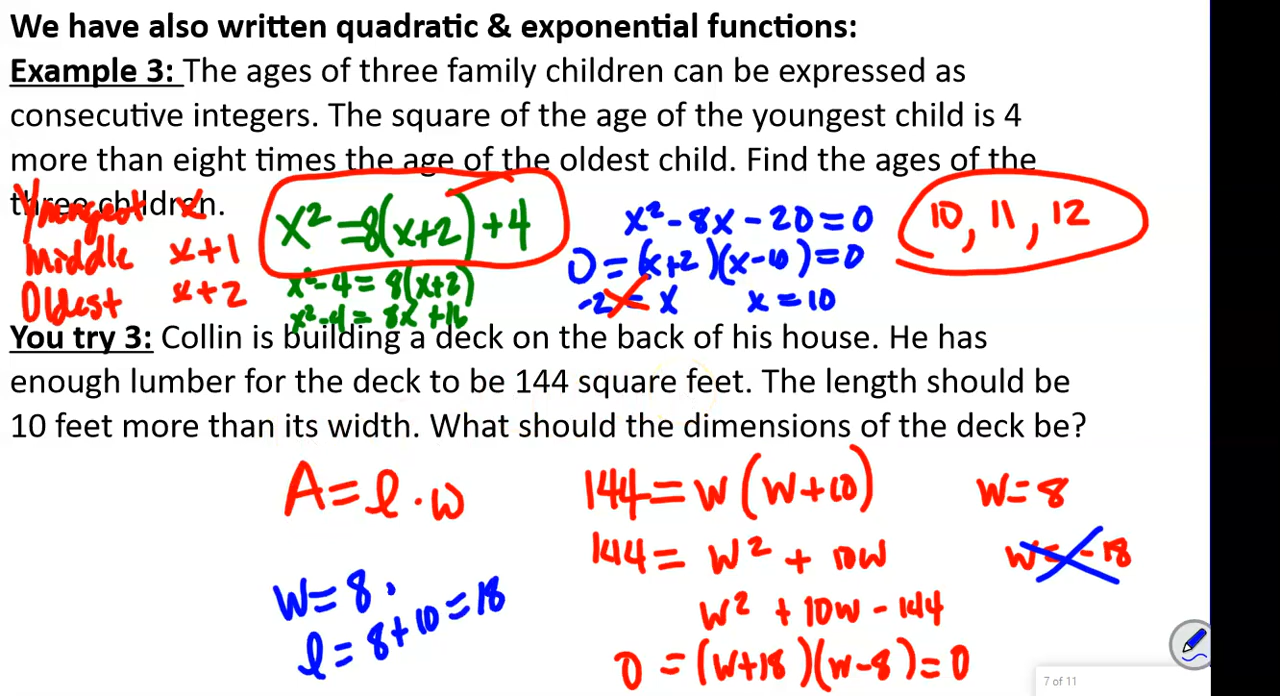 We have also written quadratic & exponential functions:
Example 3: The ages of three family children can be expressed as
consecutive integers. The square of the age of the youngest child is 4
more than eight times the age of the oldest child. Find the ages of the
three children.
Youngest x
Middle x+1
Oldest x+2
x² = 8(x+2) + 4
x² - 4 = 8(x+2)
x² - 4 = 8x + 16
x² - 8x - 20 = 0
0 = (x+2)(x-10) = 0
-2 = x x = 10
10, 11, 12
You try 3: Collin is building a deck on the back of his house. He has
enough lumber for the deck to be 144 square feet. The length should be
10 feet more than its width. What should the dimensions of the deck be?
A = l · w
W = 8,
l = 8 + 10 = 18
144 = w(w+10)
144 = w² + 10w
w² + 10w - 144
0 = (w+18)(w-8) = 0
w = 8
w = -18
7 of 11